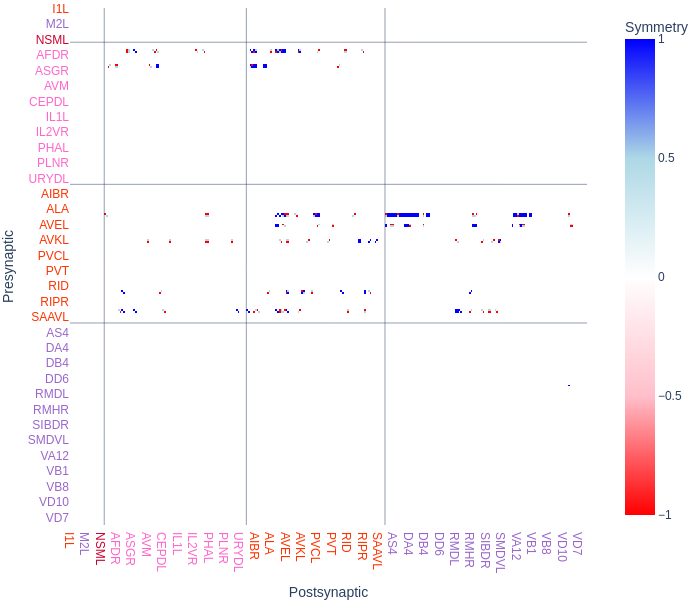 Symmetry
I1L
M2L
NSML
AFDR
ASGR
AVM
CEPDL
IL1L
IL2VR
PHAL
PLNR
URYDL
AIBR
ALA
AVEL
AVKL
PVCL
PVT
RID
RIPR
SAAVL
AS4
DA4
DB4
DD6
RMDL
RMHR
SIBDR
SMDVL
VA12
VB1
VB8
VD10
VD7
Presynaptic
1
0.5
0
−0.5
−1
I1L
M2L
NSML
AFDR
ASGR
AVM
CEPDL
IL1L
IL2VR
PHAL
PLNR
URYDL
AIBR
ALA
AVEL
AVKL
PVCL
PVT
RID
RIPR
SAAVL
AS4
DA4
DB4
DD6
RMDL
RMHR
SIBDR
SMDVL
VA12
VB1
VB8
VD10
VD7
Postsynaptic